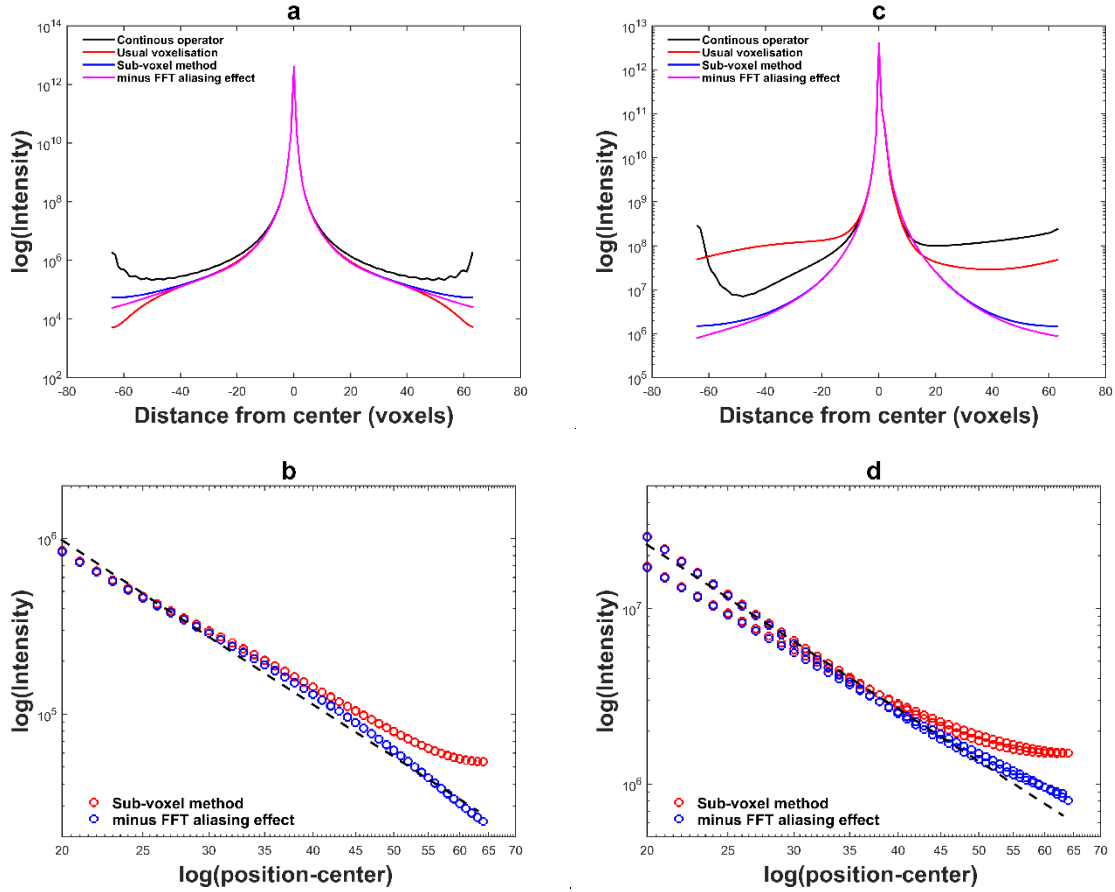 a
10^14
10^12
10^10
10^8
10^6
10^4
10^2
log(Intensity)
Continous operator
Usual voxelisation
Sub-voxel method
minus FFT aliasing effect
-80 -60 -40 -20 0 20 40 60 80
Distance from center (voxels)
c
10^13
10^12
10^11
10^10
10^9
10^8
10^7
10^6
10^5
log(Intensity)
Continous operator
Usual voxelisation
Sub-voxel method
minus FFT aliasing effect
-80 -60 -40 -20 0 20 40 60 80
Distance from center (voxels)
b
10^6
10^5
log(Intensity)
Sub-voxel method
minus FFT aliasing effect
20 25 30 35 40 45 50 55 60 65 70
log(position-center)
d
10^7
10^6
log(Intensity)
Sub-voxel method
minus FFT aliasing effect
20 25 30 35 40 45 50 55 60 65 70
log(position-center)